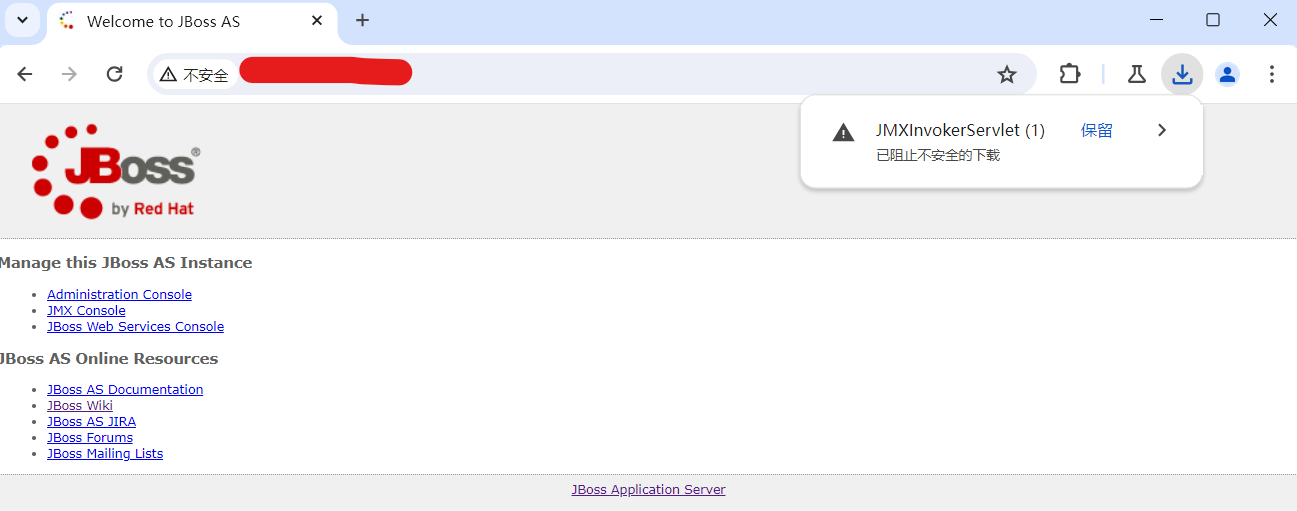 Welcome to JBoss AS
不安全
JMXInvokerServlet (1)
保留
已阻止不安全的下载
JBoss®
by Red Hat
Manage this JBoss AS Instance
Administration Console
JMX Console
JBoss Web Services Console
JBoss AS Online Resources
JBoss AS Documentation
JBoss Wiki
JBoss AS JIRA
JBoss Forums
JBoss Mailing Lists
JBoss Application Server